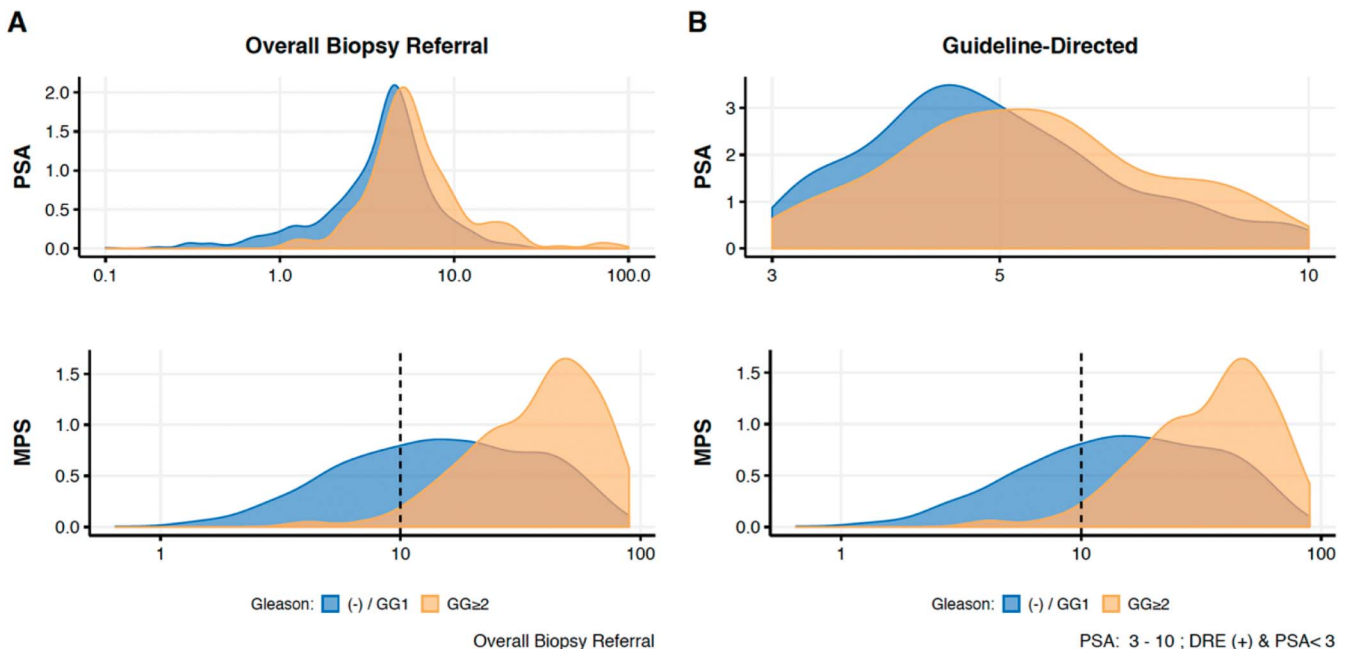 A
Overall Biopsy Referral
PSA
2.0
1.5
1.0
0.5
0.0
0.1 1.0 10.0 100.0
MPS
1.5
1.0
0.5
0.0
1 10 100
Gleason: (-) / GG1 GG≥2
Overall Biopsy Referral
B
Guideline-Directed
PSA
3
2
1
0
3 5 10
MPS
1.5
1.0
0.5
0.0
1 10 100
Gleason: (-) / GG1 GG≥2
PSA: 3 - 10 ; DRE (+) & PSA< 3